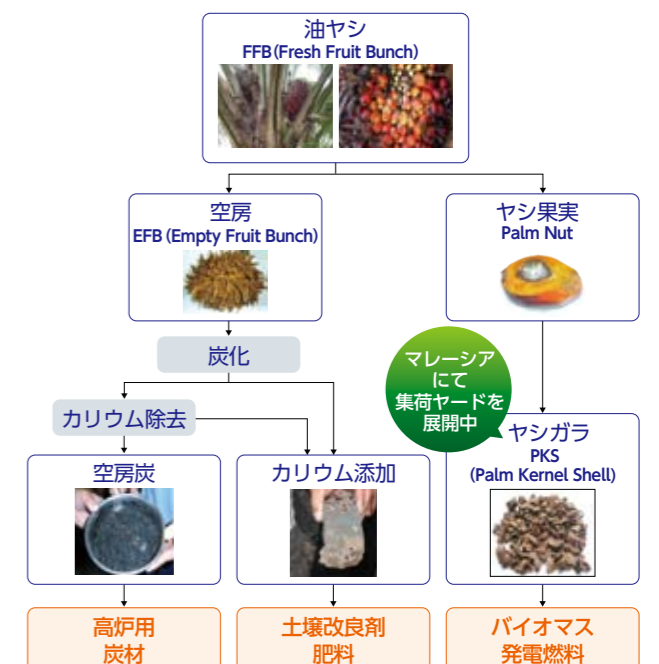 油ヤシ
FFB(Fresh Fruit Bunch)
空房
EFB(Empty Fruit Bunch)
ヤシ果実
Palm Nut
炭化
マレーシア
にて
集荷ヤードを
展開中
カリウム除去
空房炭
カリウム添加
ヤシガラ
PKS
(Palm Kernel Shell)
高炉用
炭材
土壌改良剤
肥料
バイオマス
発電燃料